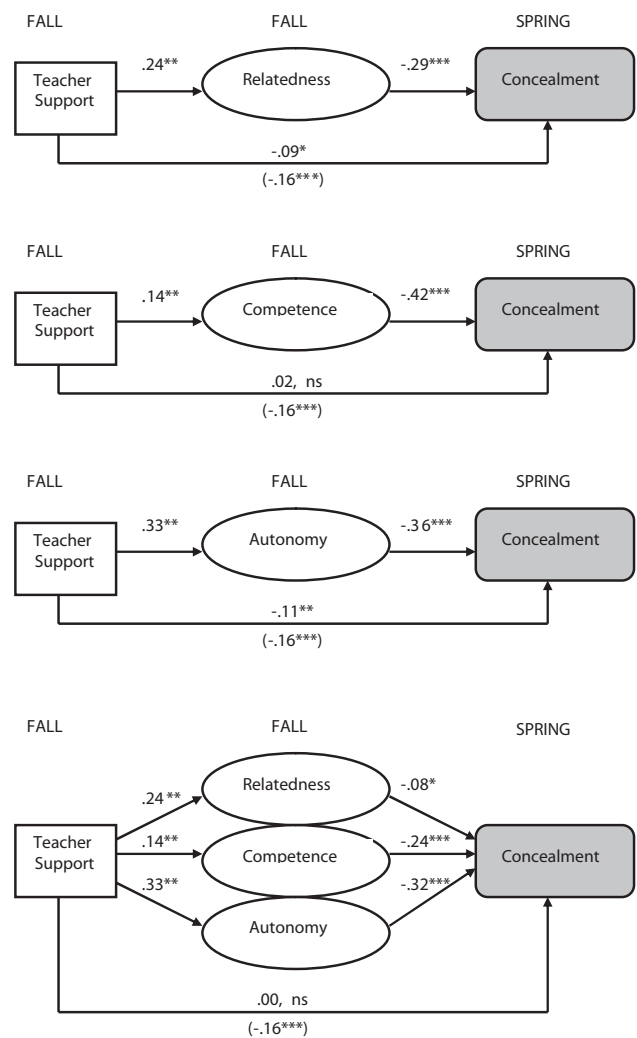 FALL FALL SPRING
Teacher
Support
.24**
Relatedness
-.29***
Concealment
-.09*
(-.16***)
FALL FALL SPRING
Teacher
Support
.14**
Competence
-.42***
Concealment
.02, ns
(-.16***)
FALL FALL SPRING
Teacher
Support
.33**
Autonomy
-.36***
Concealment
-.11**
(-.16***)
FALL FALL SPRING
Relatedness
.24**
-.08*
Teacher
Support
.14**
Competence
-.24***
Concealment
.33**
-.32***
Autonomy
.00, ns
(-.16***)